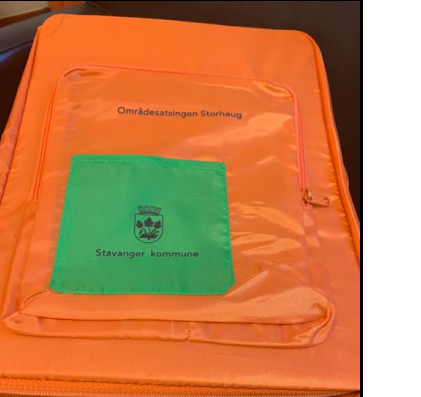 Områdesatsingen Storhaug
Stavanger kommune